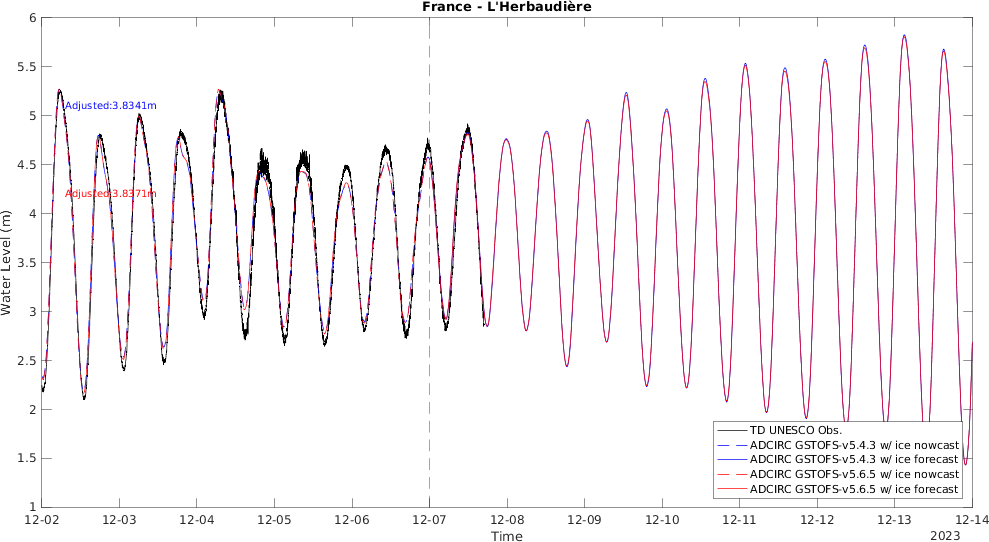 France - L'Herbaudière
6
5.5
5
4.5
4
3.5
3
2.5
2
1.5
1
Water Level (m)
Adjusted:3.8341m
Adjusted:3.8371m
TD UNESCO Obs.
ADCIRC GSTOFS-v5.4.3 w/ ice nowcast
ADCIRC GSTOFS-v5.4.3 w/ ice forecast
ADCIRC GSTOFS-v5.6.5 w/ ice nowcast
ADCIRC GSTOFS-v5.6.5 w/ ice forecast
12-02 12-03 12-04 12-05 12-06 12-07 12-08 12-09 12-10 12-11 12-12 12-13 12-14
Time
2023